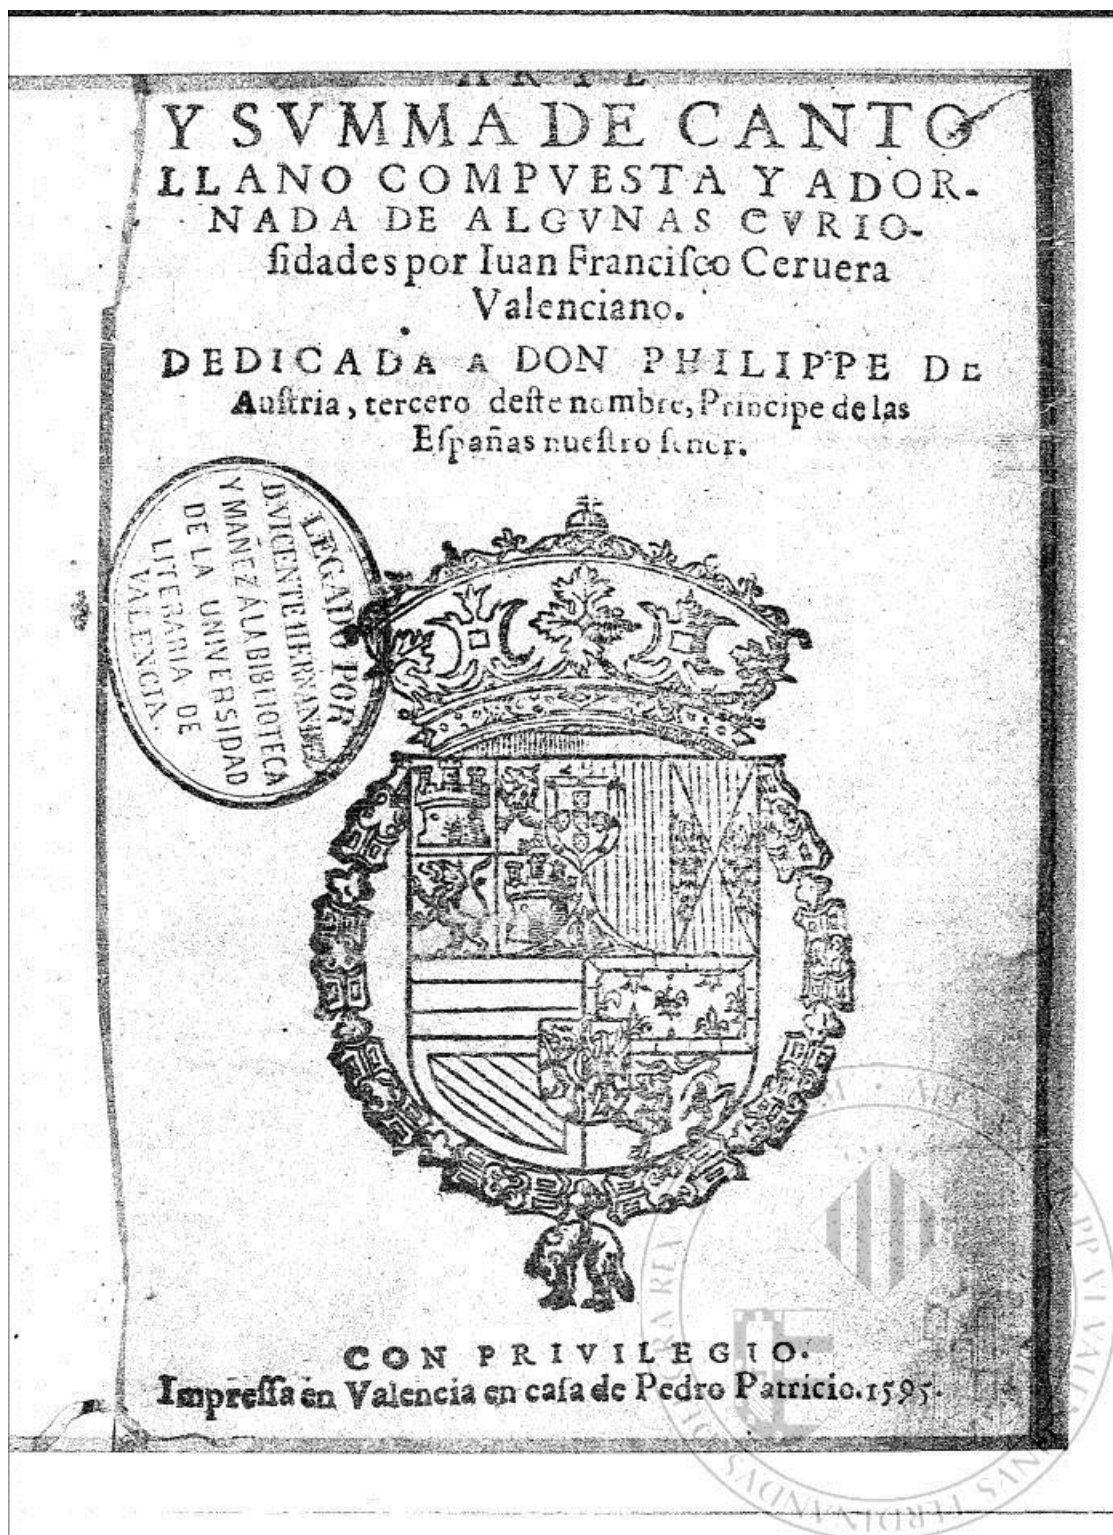 ARTE
Y SVMMA DE CANTO
LLANO COMPVESTA Y ADOR-
NADA DE ALGVNAS CVRIO-
ſidades por Iuan Franciſco Ceruera
Valenciano.
DEDICADA A DON PHILIPPE DE
Auſtria, tercero deſte nombre, Principe de las
Eſpañas nueſtro ſeñor.
LEGADO POR
D. VICENTE HERNANDEZ
Y MAÑEZ Á LA BIBLIOTECA
DE LA UNIVERSIDAD
LITERARIA DE
VALENCIA.
CON PRIVILEGIO.
Impreſſa en Valencia en caſa de Pedro Patricio. 1595.